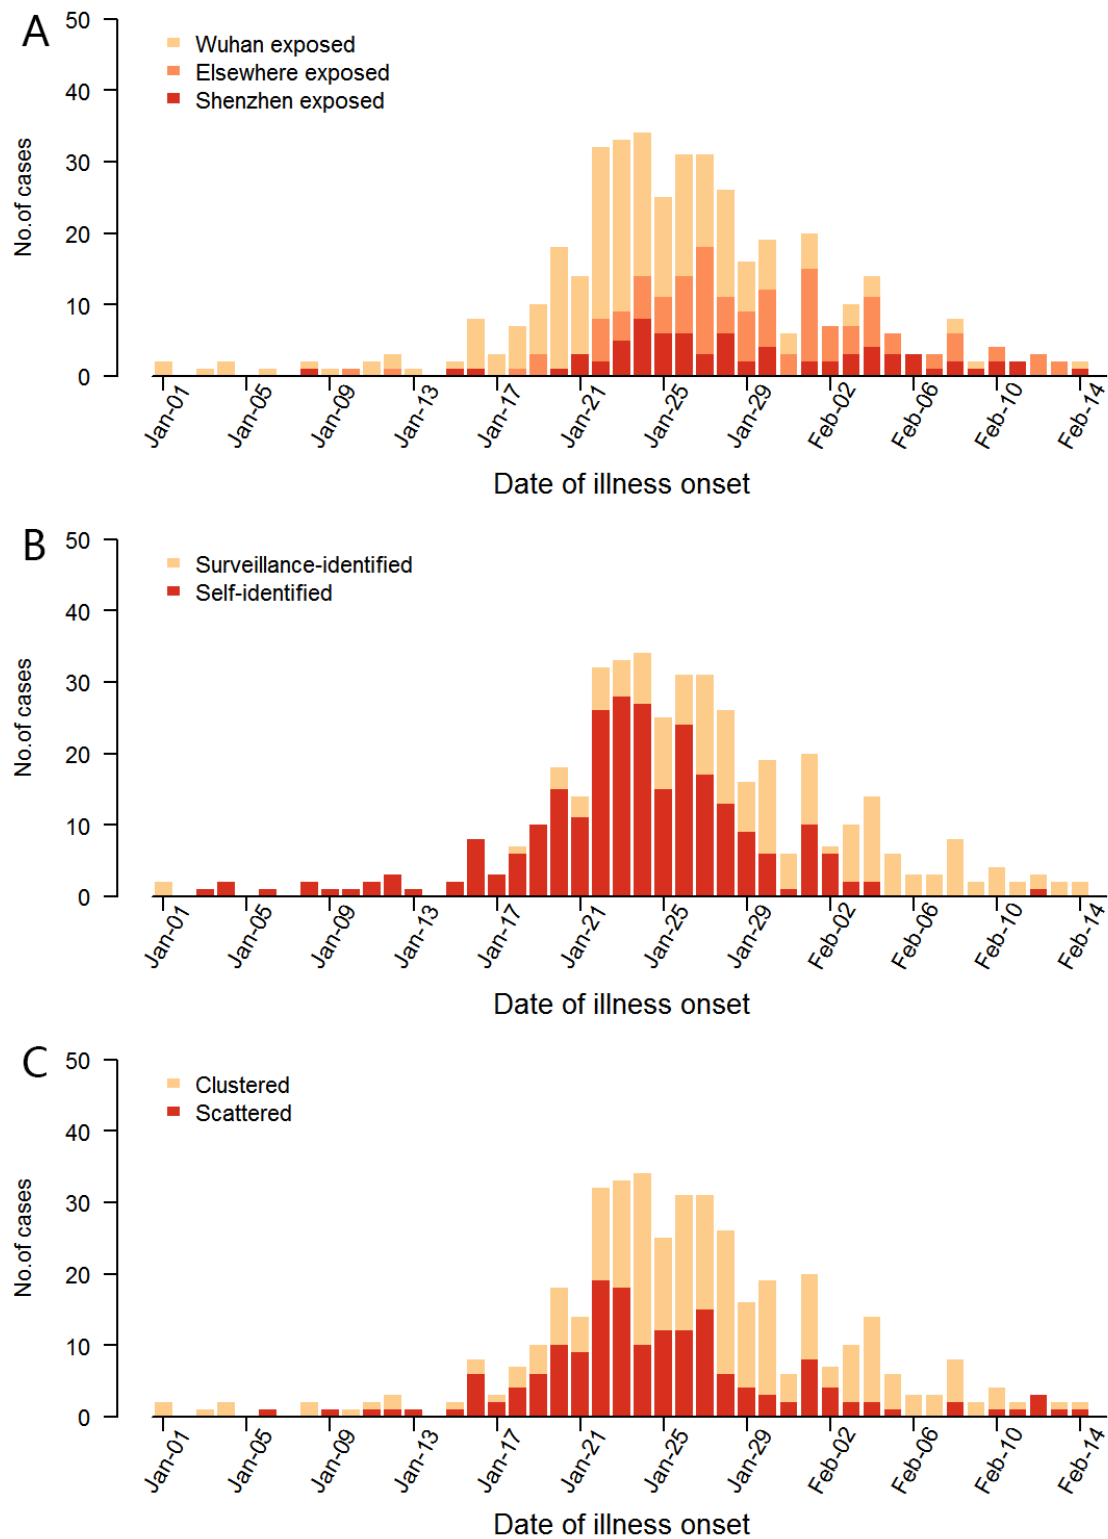 A
50
40
30
20
10
0
No.of cases
Wuhan exposed
Elsewhere exposed
Shenzhen exposed
Jan-01 Jan-05 Jan-09 Jan-13 Jan-17 Jan-21 Jan-25 Jan-29 Feb-02 Feb-06 Feb-10 Feb-14
Date of illness onset
B
50
40
30
20
10
0
No.of cases
Surveillance-identified
Self-identified
Jan-01 Jan-05 Jan-09 Jan-13 Jan-17 Jan-21 Jan-25 Jan-29 Feb-02 Feb-06 Feb-10 Feb-14
Date of illness onset
C
50
40
30
20
10
0
No.of cases
Clustered
Scattered
Jan-01 Jan-05 Jan-09 Jan-13 Jan-17 Jan-21 Jan-25 Jan-29 Feb-02 Feb-06 Feb-10 Feb-14
Date of illness onset